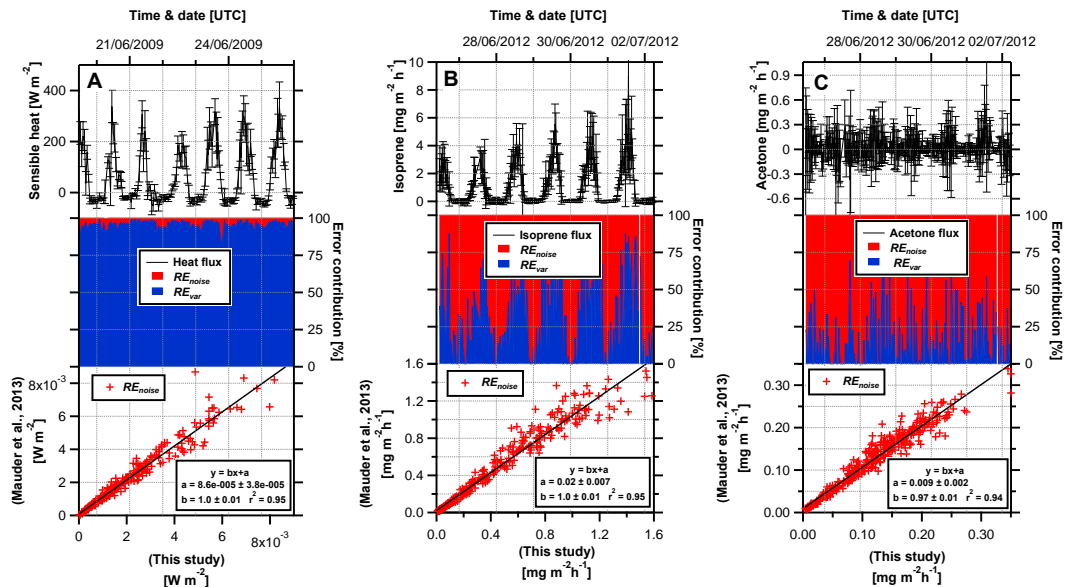 Time & date [UTC]
21/06/2009 24/06/2009
A
Sensible heat [W m-2]
400
200
0
Heat flux
REnoise
REvar
100
75
50
25
0
Error contribution [%]
REnoise
(Mauder et al., 2013)
[W m-2]
8x10-3
6
4
2
0
y = bx+a
a = 8.6e-005 ± 3.8e-005
b = 1.0 ± 0.01 r2 = 0.95
0 2 4 6 8x10-3
(This study)
[W m-2]
Time & date [UTC]
28/06/2012 30/06/2012 02/07/2012
B
Isoprene [mg m-2 h-1]
10
8
6
4
2
0
Isoprene flux
REnoise
REvar
100
75
50
25
0
Error contribution [%]
REnoise
(Mauder et al., 2013)
[mg m-2h-1]
1.6
1.2
0.8
0.4
0.0
y = bx+a
a = 0.02 ± 0.007
b = 1.0 ± 0.01 r2 = 0.95
0.0 0.4 0.8 1.2 1.6
(This study)
[mg m-2h-1]
Time & date [UTC]
28/06/2012 30/06/2012 02/07/2012
C
Acetone [mg m-2 h-1]
0.9
0.6
0.3
0
-0.3
-0.6
Acetone flux
REnoise
REvar
100
75
50
25
0
Error contribution [%]
REnoise
(Mauder et al., 2013)
[mg m-2h-1]
0.30
0.20
0.10
0.00
y = bx+a
a = 0.009 ± 0.002
b = 0.97 ± 0.01 r2 = 0.94
0.00 0.10 0.20 0.30
(This study)
[mg m-2h-1]